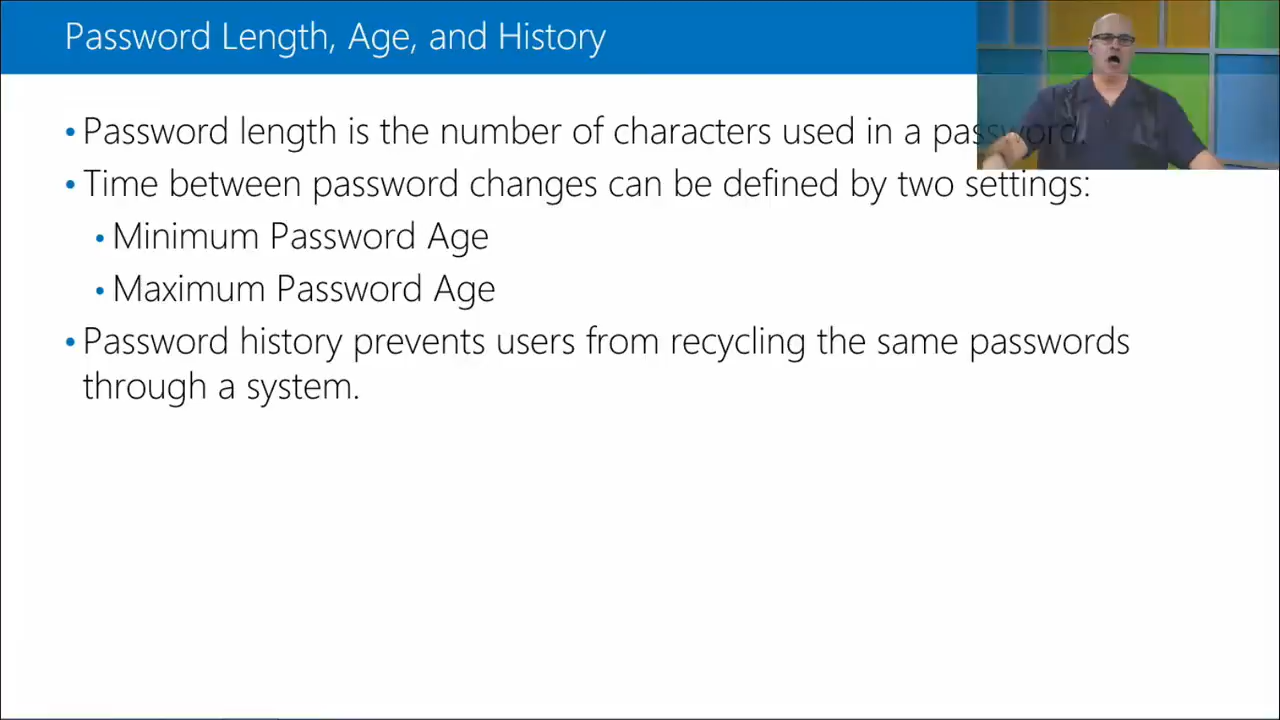 Password Length, Age, and History
• Password length is the number of characters used in a password.
• Time between password changes can be defined by two settings:
• Minimum Password Age
• Maximum Password Age
• Password history prevents users from recycling the same passwords
through a system.